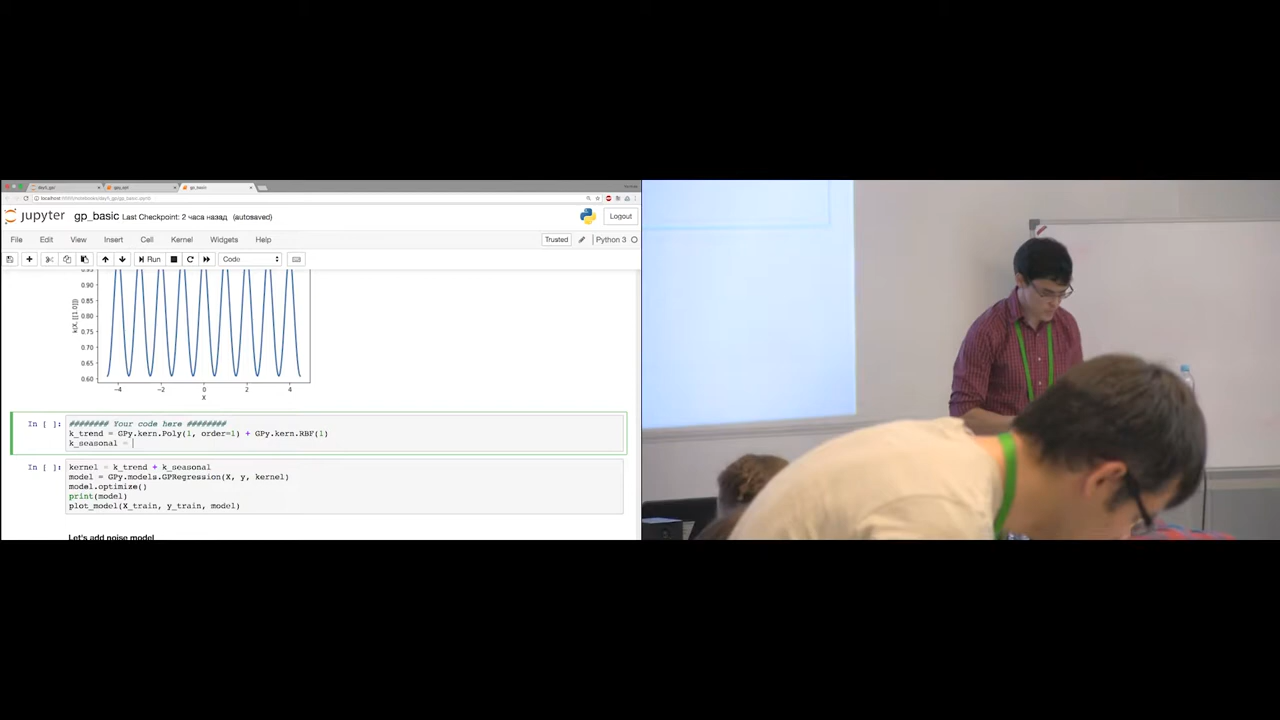 day4_gp/
gpy_opt
gp_basic
jupyter gp_basic Last Checkpoint: 2 часа назад (autosaved)
Logout
File Edit View Insert Cell Kernel Widgets Help
Trusted
Python 3
Run
Code
0.90
0.85
0.80
0.75
0.70
0.65
0.60
−4 −2 0 2 4
X
In [ ]:
######## Your code here ########
k_trend = GPy.kern.Poly(1, order=1) + GPy.kern.RBF(1)
k_seasonal =
In [ ]:
kernel = k_trend + k_seasonal
model = GPy.models.GPRegression(X, y, kernel)
model.optimize()
print(model)
plot_model(X_train, y_train, model)
Let's add noise model